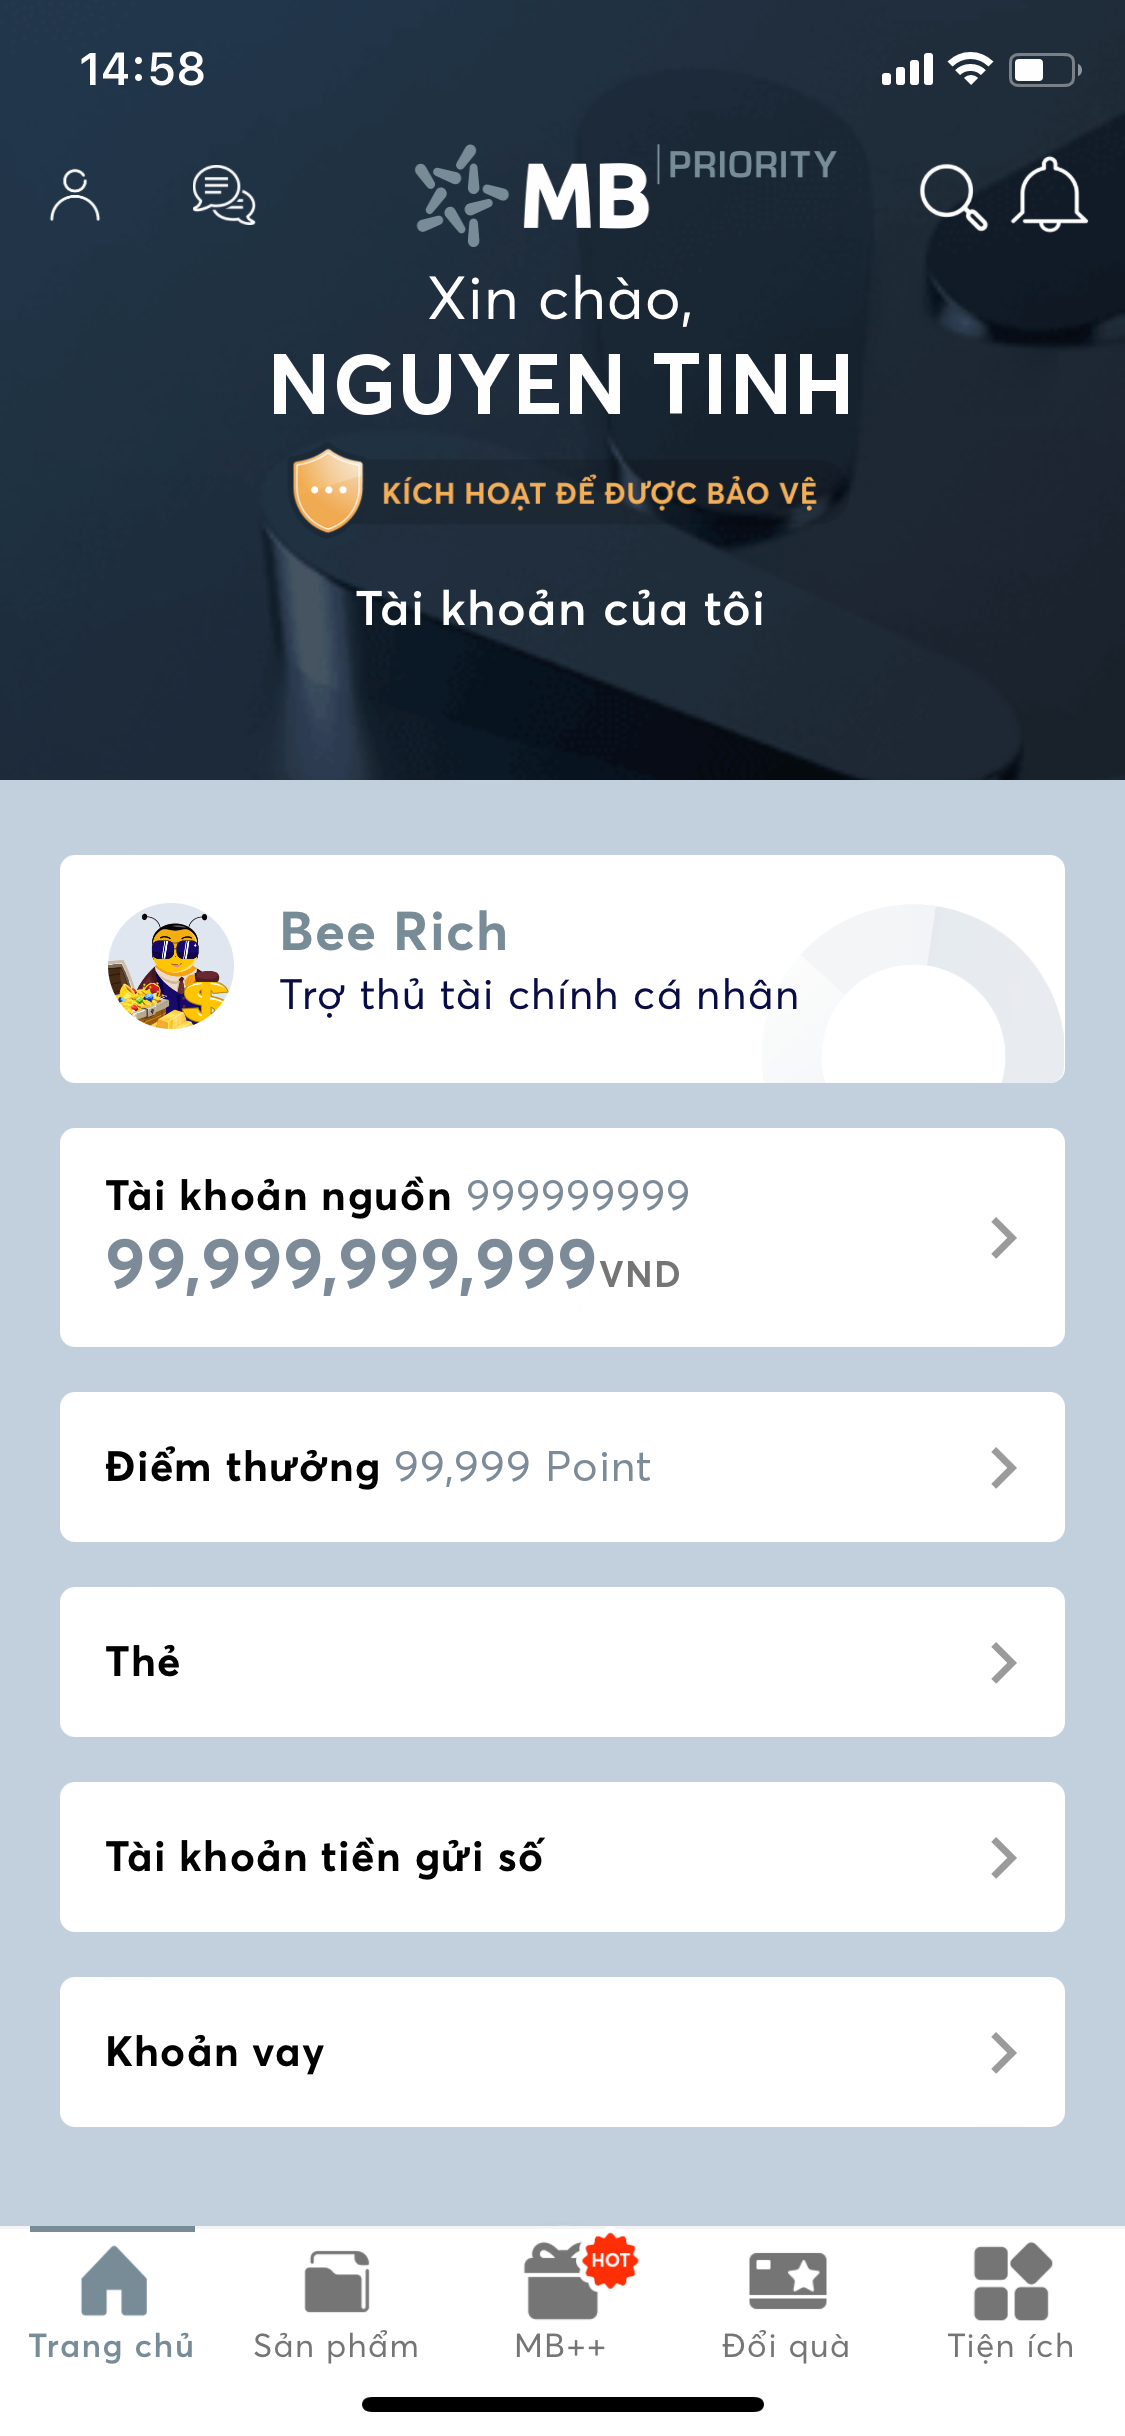 14:58
MB PRIORITY
Xin chào,
NGUYEN TINH
KÍCH HOẠT ĐỂ ĐƯỢC BẢO VỆ
Tài khoản của tôi
Bee Rich
Trợ thủ tài chính cá nhân
Tài khoản nguồn 999999999
99,999,999,999VND
Điểm thưởng 99,999 Point
Thẻ
Tài khoản tiền gửi số
Khoản vay
HOT
Trang chủ Sản phẩm MB++ Đổi quà Tiện ích